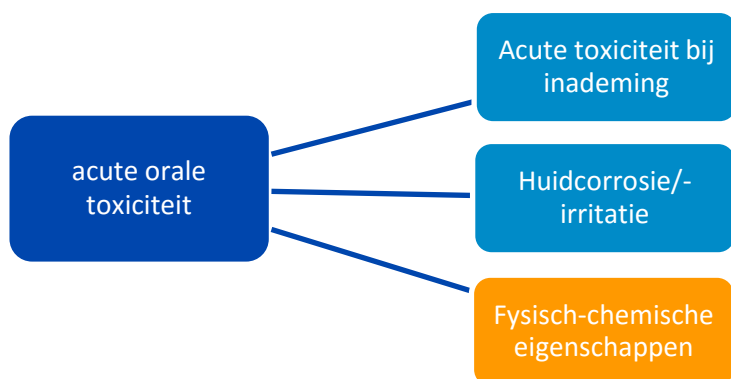 acute orale
toxiciteit
Acute toxiciteit bij
inademing
Huidcorrosie/-
irritatie
Fysisch-chemische
eigenschappen